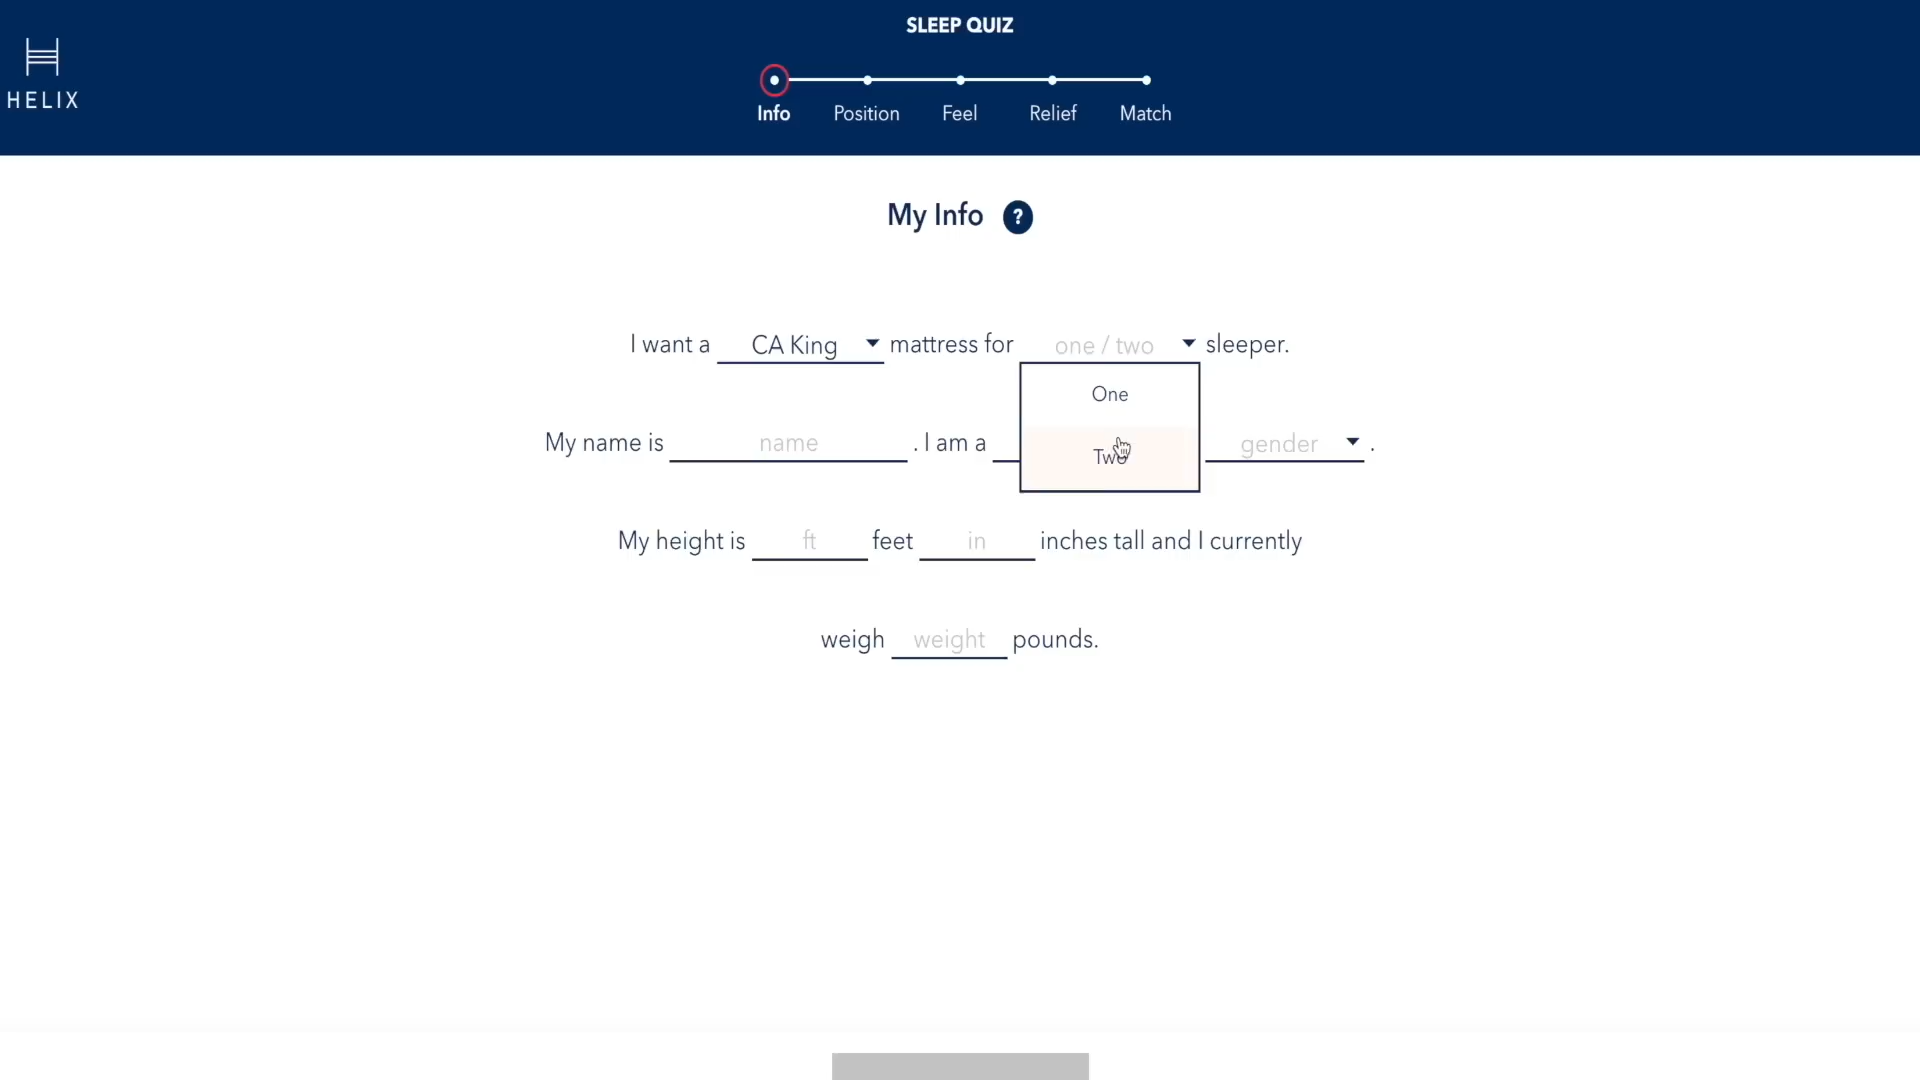 SLEEP QUIZ
HELIX
Info Position Feel Relief Match
My Info ?
I want a CA King mattress for one / two sleeper.
One
My name is name . I am a gender .
Two
My height is ft feet in inches tall and I currently
weigh weight pounds.